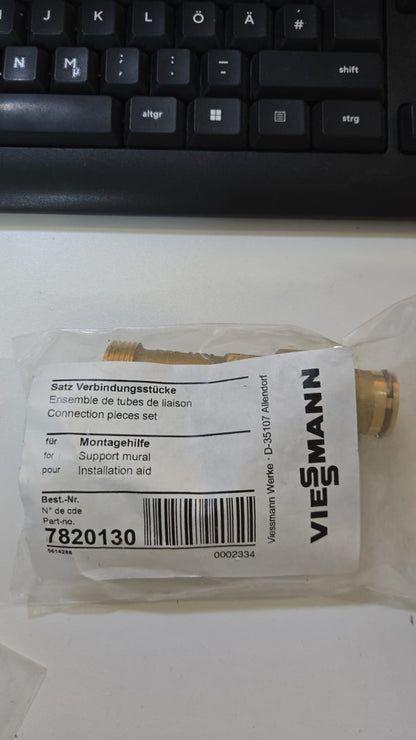 J K L Ö Ä #
N M µ ; , : . _ - shift
altgr strg
Satz Verbindungsstücke
Ensemble de tubes de liaison
Connection pieces set
für Montagehilfe
for Support mural
pour Installation aid
Best.-Nr.
N° de cde
Part-no.
7820130
5614288
0002334
Viessmann Werke · D-35107 Allendorf
VIESSMANN